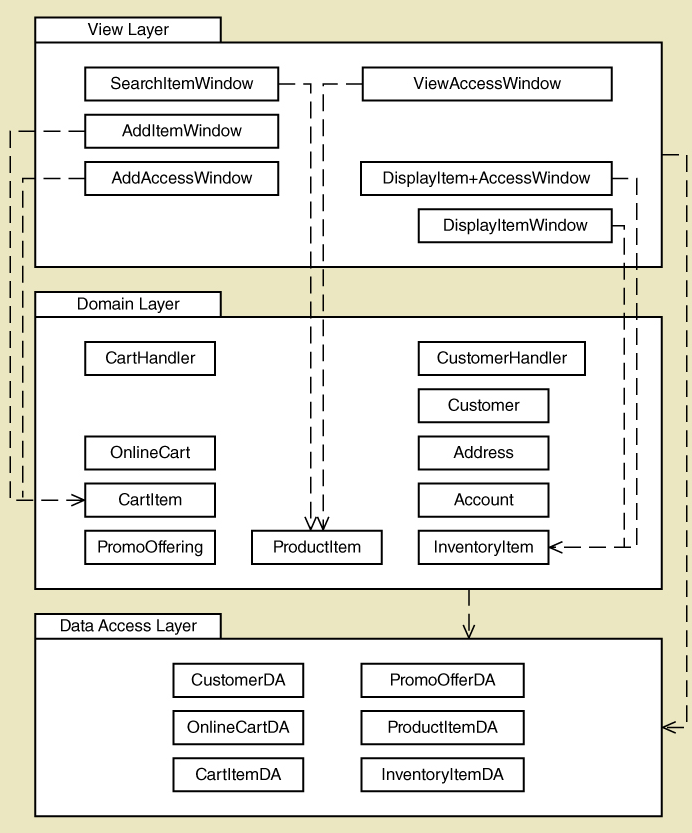 View Layer
SearchItemWindow
ViewAccessWindow
AddItemWindow
AddAccessWindow
DisplayItem+AccessWindow
DisplayItemWindow
Domain Layer
CartHandler
CustomerHandler
Customer
OnlineCart
Address
CartItem
Account
PromoOffering
ProductItem
InventoryItem
Data Access Layer
CustomerDA
PromoOfferDA
OnlineCartDA
ProductItemDA
CartItemDA
InventoryItemDA